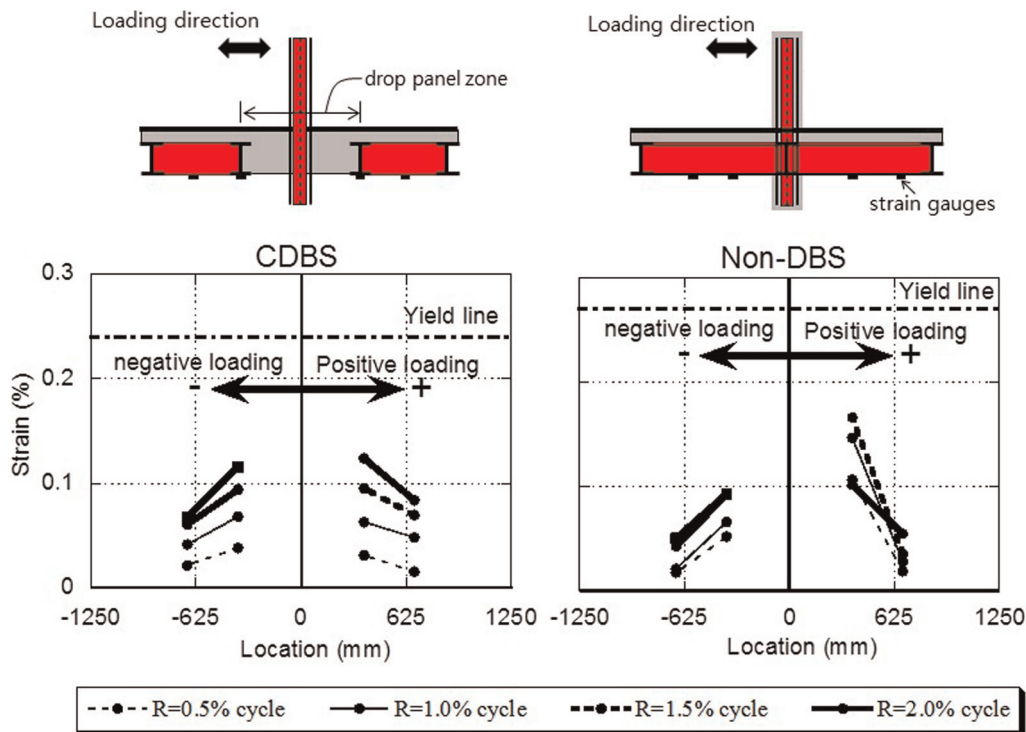 Loading direction
drop panel zone
Loading direction
strain gauges
CDBS
0.3
0.2
0.1
0
Strain (%)
Yield line
negative loading
Positive loading
- +
-1250 -625 0 625 1250
Location (mm)
Non-DBS
Yield line
negative loading
Positive loading
- +
-1250 -625 0 625 1250
Location (mm)
R=0.5% cycle R=1.0% cycle R=1.5% cycle R=2.0% cycle